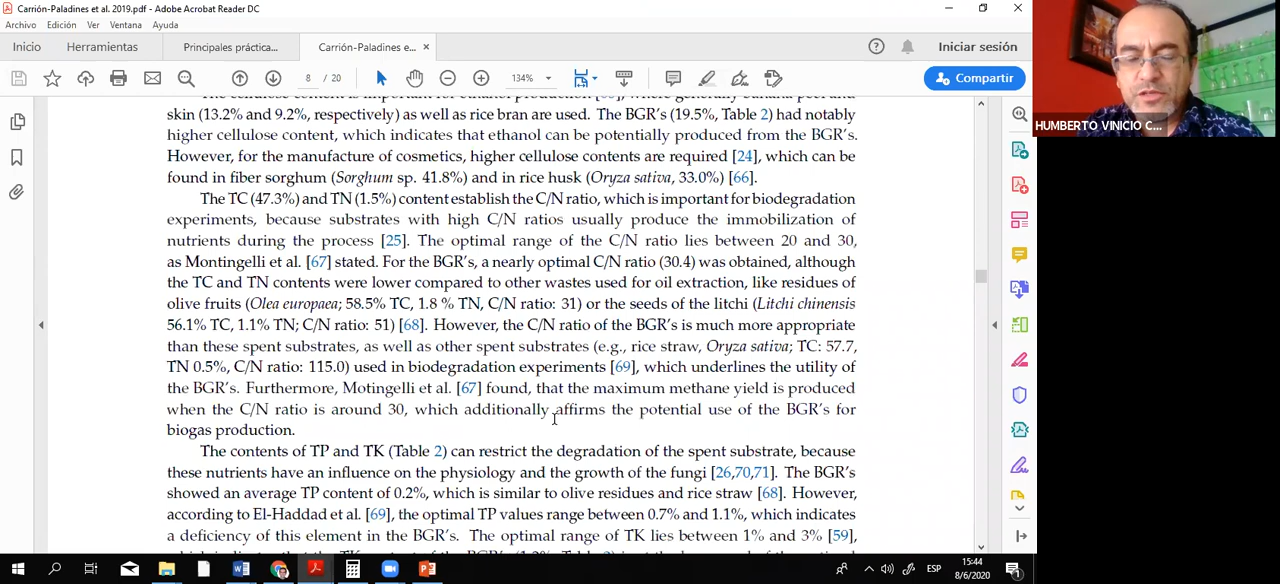 Carrión-Paladines et al. 2019.pdf - Adobe Acrobat Reader DC
Archivo Edición Ver Ventana Ayuda
Inicio Herramientas Principales práctica... Carrión-Paladines e... × Iniciar sesión
8 / 20 134% Compartir
HUMBERTO VINICIO C...
skin (13.2% and 9.2%, respectively) as well as rice bran are used. The BGR's (19.5%, Table 2) had notably
higher cellulose content, which indicates that ethanol can be potentially produced from the BGR's.
However, for the manufacture of cosmetics, higher cellulose contents are required [24], which can be
found in fiber sorghum (Sorghum sp. 41.8%) and in rice husk (Oryza sativa, 33.0%) [66].
The TC (47.3%) and TN (1.5%) content establish the C/N ratio, which is important for biodegradation
experiments, because substrates with high C/N ratios usually produce the immobilization of
nutrients during the process [25]. The optimal range of the C/N ratio lies between 20 and 30,
as Montingelli et al. [67] stated. For the BGR's, a nearly optimal C/N ratio (30.4) was obtained, although
the TC and TN contents were lower compared to other wastes used for oil extraction, like residues of
olive fruits (Olea europea; 58.5% TC, 1.8 % TN, C/N ratio: 31) or the seeds of the litchi (Litchi chinensis
56.1% TC, 1.1% TN; C/N ratio: 51) [68]. However, the C/N ratio of the BGR's is much more appropriate
than these spent substrates, as well as other spent substrates (e.g., rice straw, Oryza sativa; TC: 57.7,
TN 0.5%, C/N ratio: 115.0) used in biodegradation experiments [69], which underlines the utility of
the BGR's. Furthermore, Motingelli et al. [67] found, that the maximum methane yield is produced
when the C/N ratio is around 30, which additionally affirms the potential use of the BGR's for
biogas production.
The contents of TP and TK (Table 2) can restrict the degradation of the spent substrate, because
these nutrients have an influence on the physiology and the growth of the fungi [26,70,71]. The BGR's
showed an average TP content of 0.2%, which is similar to olive residues and rice straw [68]. However,
according to El-Haddad et al. [69], the optimal TP values range between 0.7% and 1.1%, which indicates
a deficiency of this element in the BGR's. The optimal range of TK lies between 1% and 3% [59],
ESP
15:44
8/6/2020